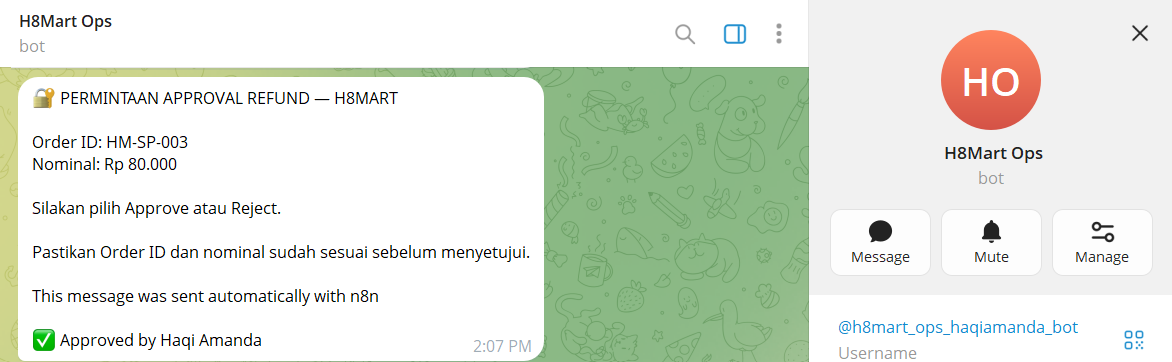 H8Mart Ops
bot
🔐 PERMINTAAN APPROVAL REFUND — H8MART
Order ID: HM-SP-003
Nominal: Rp 80.000
Silakan pilih Approve atau Reject.
Pastikan Order ID dan nominal sudah sesuai sebelum menyetujui.
This message was sent automatically with n8n
✅ Approved by Haqi Amanda
2:07 PM
HO
H8Mart Ops
bot
Message
Mute
Manage
@h8mart_ops_haqiamanda_bot
Username